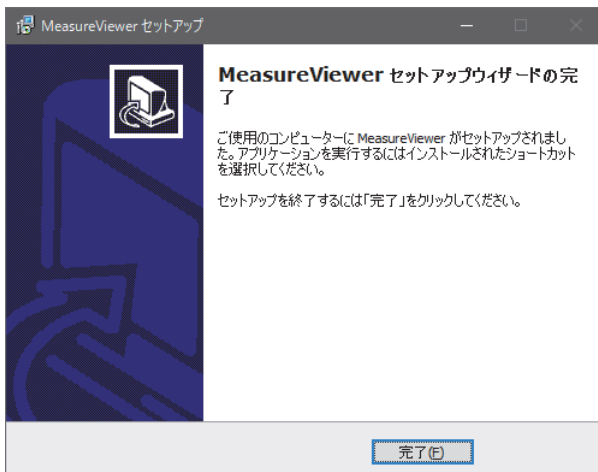 MeasureViewer セットアップ
MeasureViewer セットアップウィザードの完
了
ご使用のコンピューターに MeasureViewer がセットアップされまし
た。アプリケーションを実行するにはインストールされたショートカット
を選択してください。
セットアップを終了するには「完了」をクリックしてください。
完了(F)